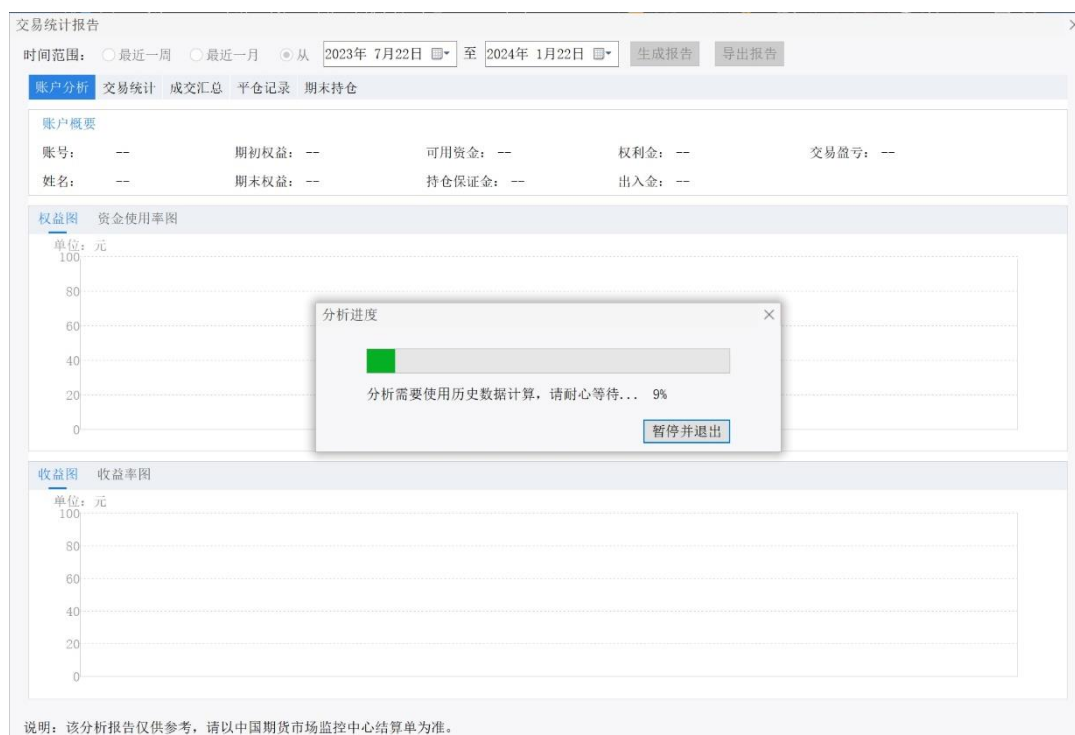 交易统计报告
时间范围: 最近一周 最近一月 从 2023年 7月22日 至 2024年 1月22日 生成报告 导出报告
账户分析 交易统计 成交汇总 平仓记录 期末持仓
账户概要
账号: -- 期初权益: -- 可用资金: -- 权利金: -- 交易盈亏: --
姓名: -- 期末权益: -- 持仓保证金: -- 出入金: --
权益图 资金使用率图
单位: 元
100
80
60
40
20
0
分析进度
分析需要使用历史数据计算, 请耐心等待... 9%
暂停并退出
收益图 收益率图
单位: 元
100
80
60
40
20
0
说明: 该分析报告仅供参考, 请以中国期货市场监控中心结算单为准。